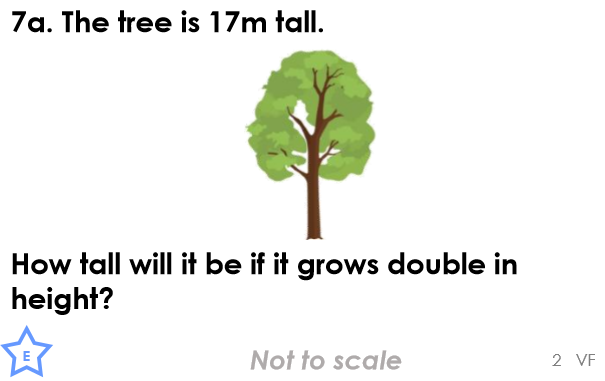 7a. The tree is 17m tall.
How tall will it be if it grows double in
height?
E
Not to scale
2 VF